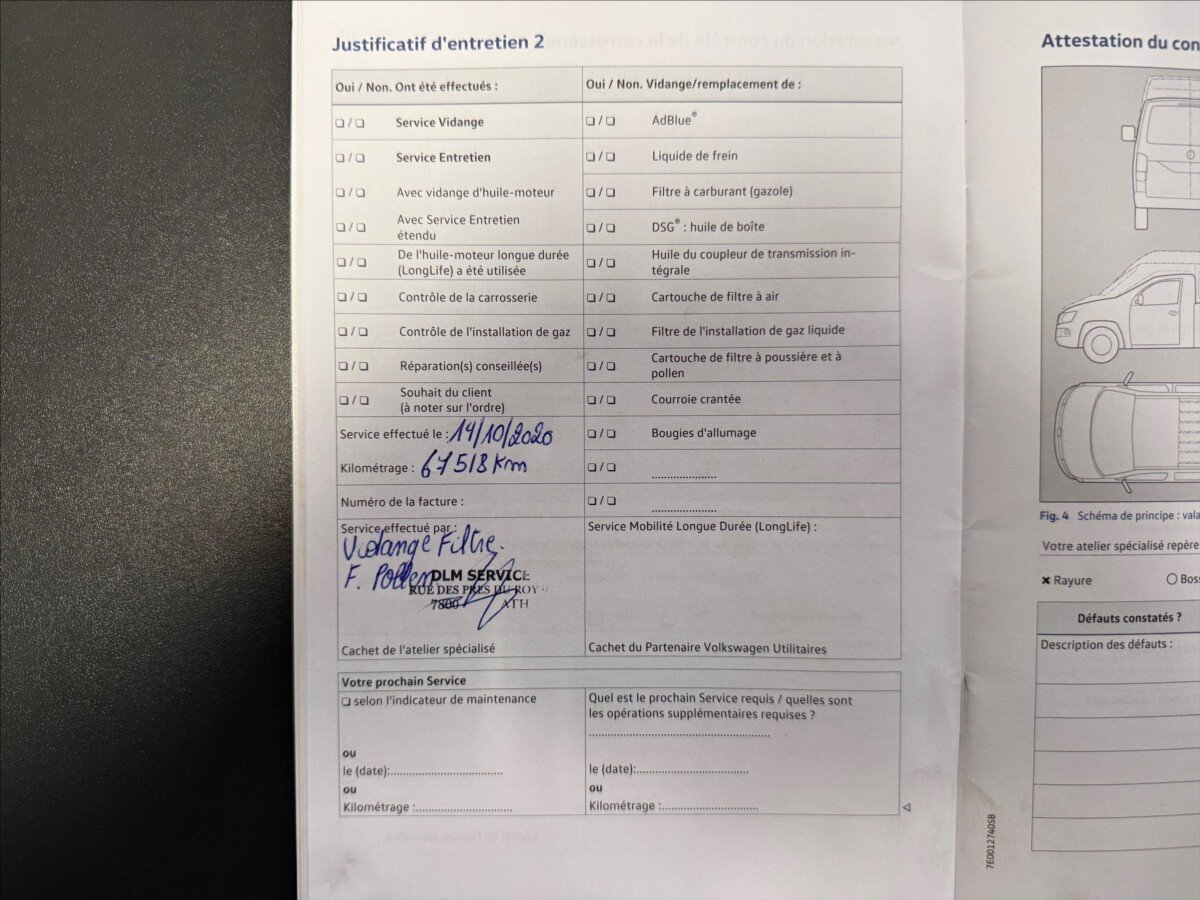 Justificatif d'entretien 2
Oui / Non. Ont été effectués :
❏ / ❏ Service Vidange
❏ / ❏ Service Entretien
❏ / ❏ Avec vidange d'huile-moteur
❏ / ❏ Avec Service Entretien
étendu
❏ / ❏ De l'huile-moteur longue durée
(LongLife) a été utilisée
❏ / ❏ Contrôle de la carrosserie
❏ / ❏ Contrôle de l'installation de gaz
❏ / ❏ Réparation(s) conseillée(s)
❏ / ❏ Souhait du client
(à noter sur l'ordre)
Service effectué le : 14/10/2020
Kilométrage : 67518 Km
Numéro de la facture :
Service effectué par :
Vidange Filtre.
F. Pollen
DLM SERVICE
RUE DES PRES DU ROY 9
7800 ATH
Cachet de l'atelier spécialisé
Oui / Non. Vidange/remplacement de :
❏ / ❏ AdBlue®
❏ / ❏ Liquide de frein
❏ / ❏ Filtre à carburant (gazole)
❏ / ❏ DSG® : huile de boîte
❏ / ❏ Huile du coupleur de transmission in-
tégrale
❏ / ❏ Cartouche de filtre à air
❏ / ❏ Filtre de l'installation de gaz liquide
❏ / ❏ Cartouche de filtre à poussière et à
pollen
❏ / ❏ Courroie crantée
❏ / ❏ Bougies d'allumage
❏ / ❏ ....................
❏ / ❏ ....................
Service Mobilité Longue Durée (LongLife) :
Cachet du Partenaire Volkswagen Utilitaires
Votre prochain Service
❏ selon l'indicateur de maintenance
ou
le (date):...............................
ou
Kilométrage :..........................
Quel est le prochain Service requis / quelles sont
les opérations supplémentaires requises ?
..................................................
le (date):...............................
ou
Kilométrage :..........................
7E0012740SB
Attestation du con
Fig. 4 Schéma de principe : vala
Votre atelier spécialisé repère
✖ Rayure ○ Bos
Défauts constatés ?
Description des défauts :